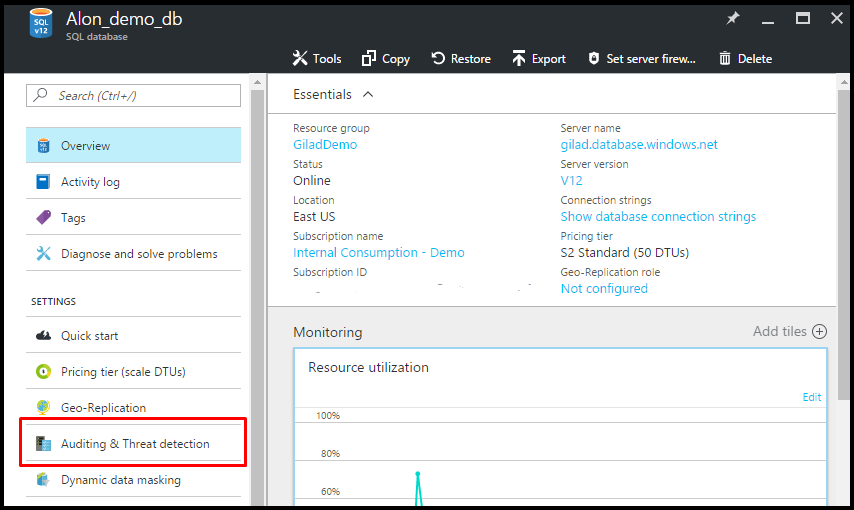 Alon_demo_db
SQL database
SQL
v12
Tools
Copy
Restore
Export
Set server firew...
Delete
Search (Ctrl+/)
Overview
Activity log
Tags
Diagnose and solve problems
SETTINGS
Quick start
Pricing tier (scale DTUs)
Geo-Replication
Auditing & Threat detection
Dynamic data masking
Essentials
Resource group
GiladDemo
Status
Online
Location
East US
Subscription name
Internal Consumption - Demo
Subscription ID
Server name
gilad.database.windows.net
Server version
V12
Connection strings
Show database connection strings
Pricing tier
S2 Standard (50 DTUs)
Geo-Replication role
Not configured
Monitoring
Add tiles
Resource utilization
Edit
100%
80%
60%